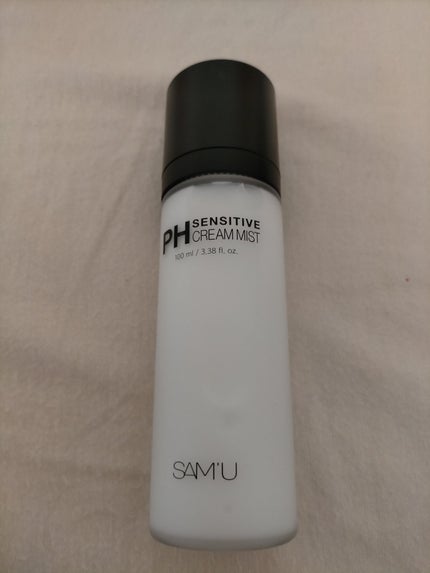 PH SENSITIVE
CREAM MIST
100 ml / 3.38 fl. oz.
SAM'U